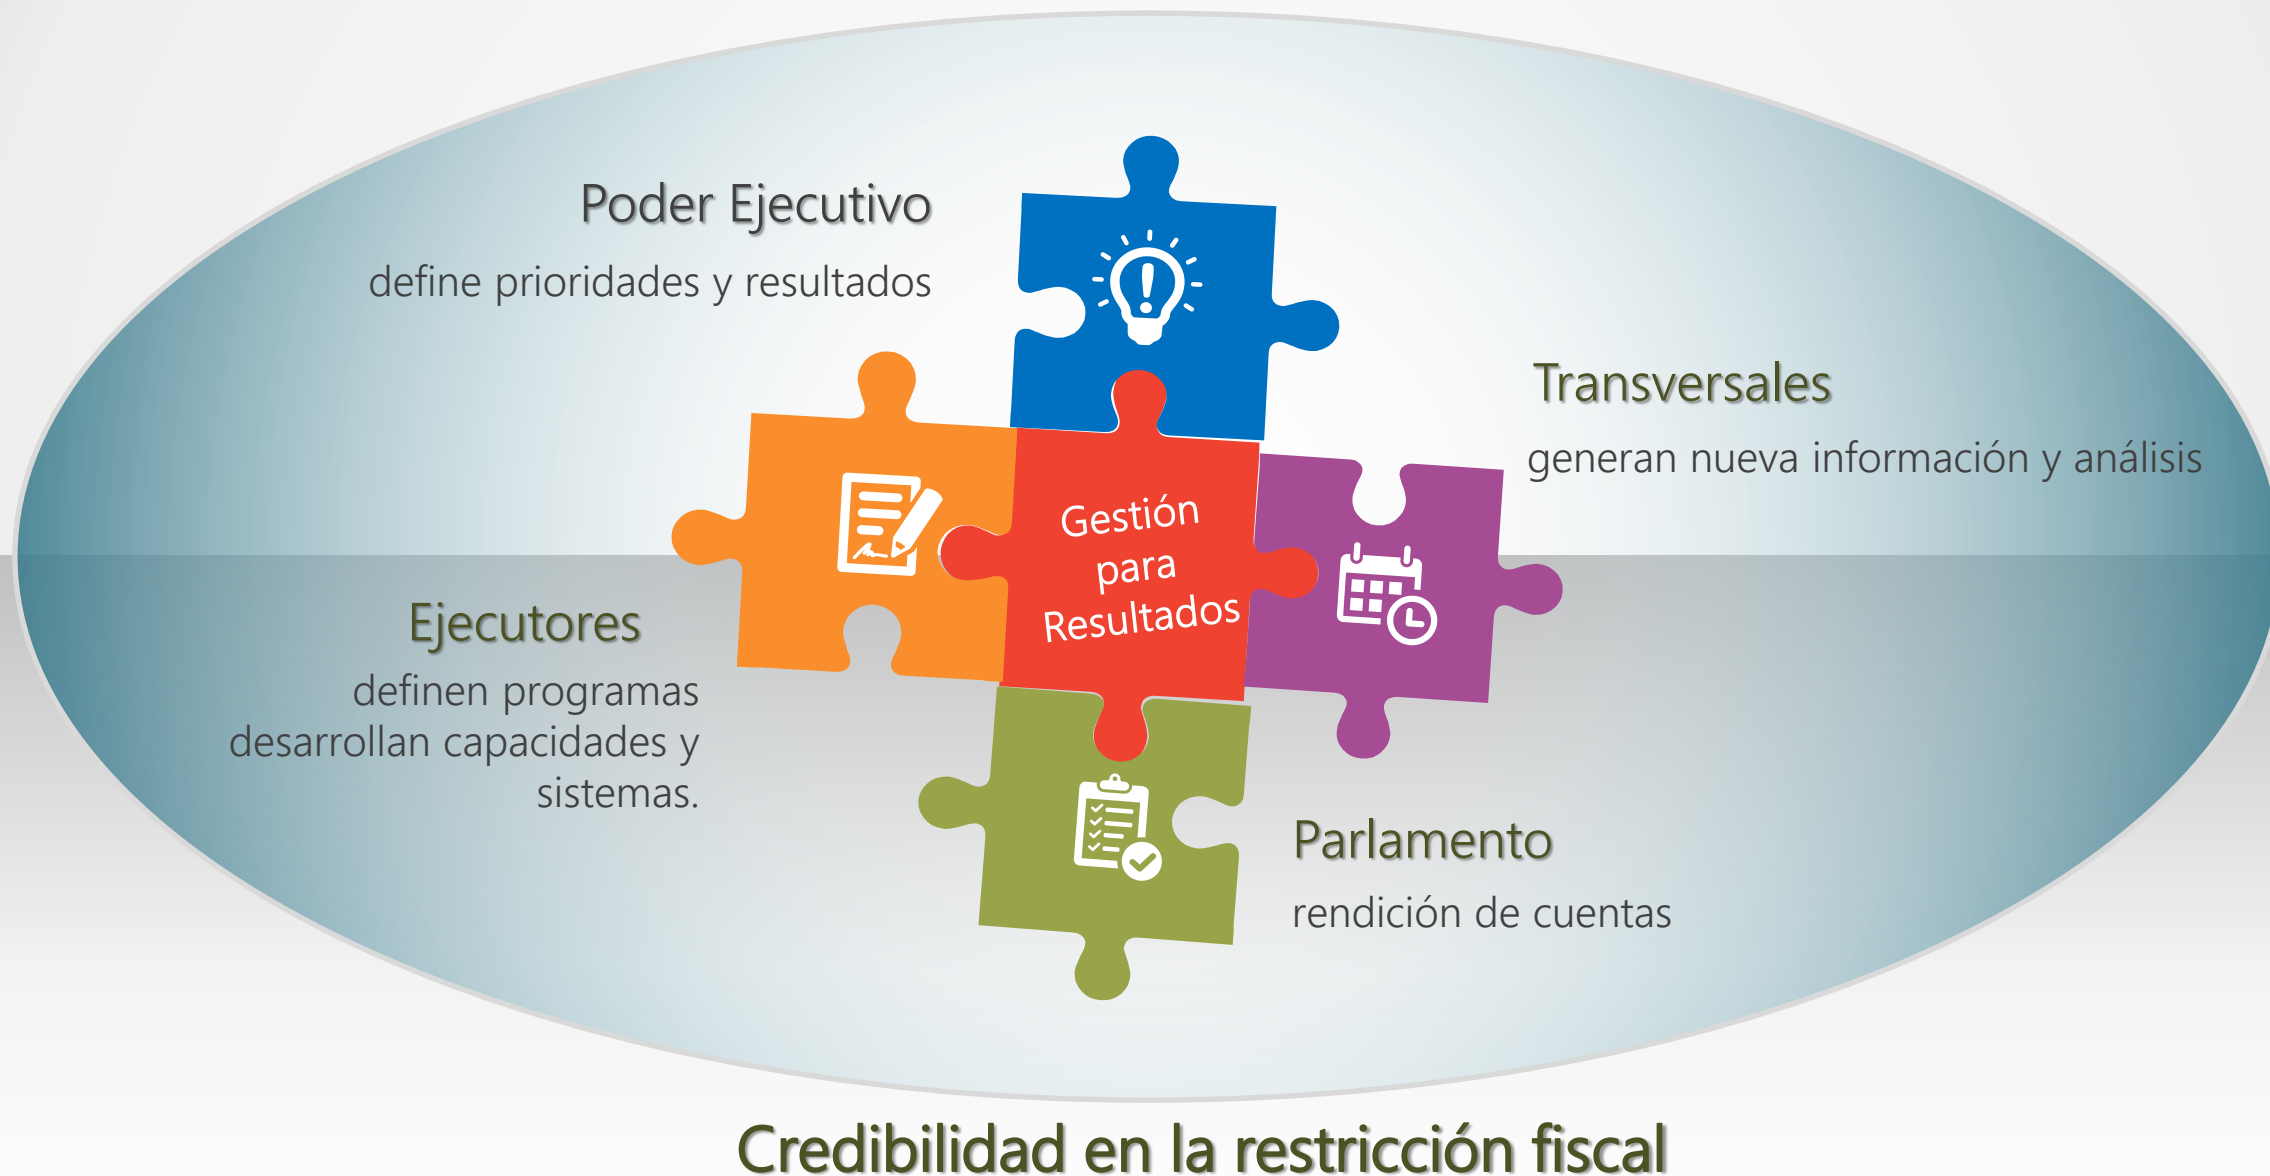 Poder Ejecutivo
define prioridades y resultados
Transversales
generan nueva información y análisis
Gestión
para
Resultados
Ejecutores
definen programas
desarrollan capacidades y
sistemas.
Parlamento
rendición de cuentas
Credibilidad en la restricción fiscal